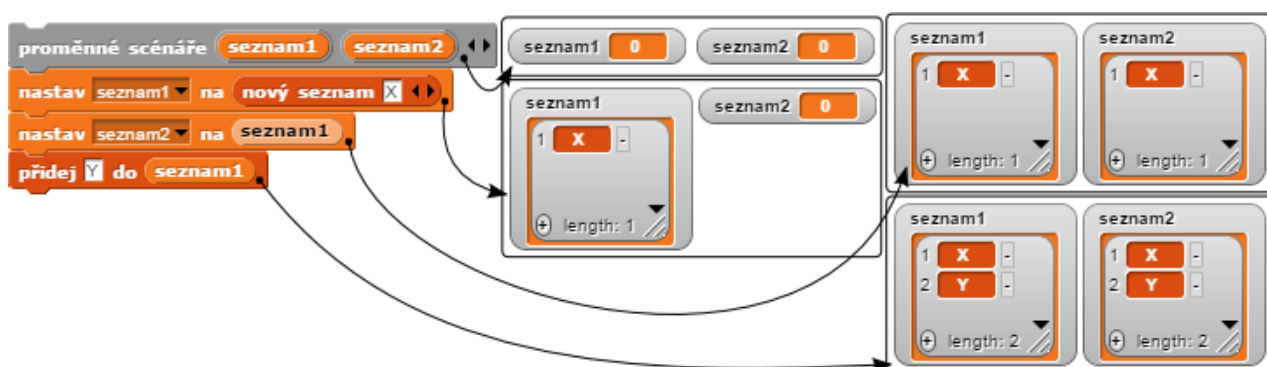 proměnné scénáře seznam1 seznam2
nastav seznam1 na nový seznam X
nastav seznam2 na seznam1
přidej Y do seznam1
seznam1 0 seznam2 0
seznam1
1 X -
+ length: 1
seznam2 0
seznam1
1 X -
+ length: 1
seznam2
1 X -
+ length: 1
seznam1
1 X -
2 Y -
+ length: 2
seznam2
1 X -
2 Y -
+ length: 2